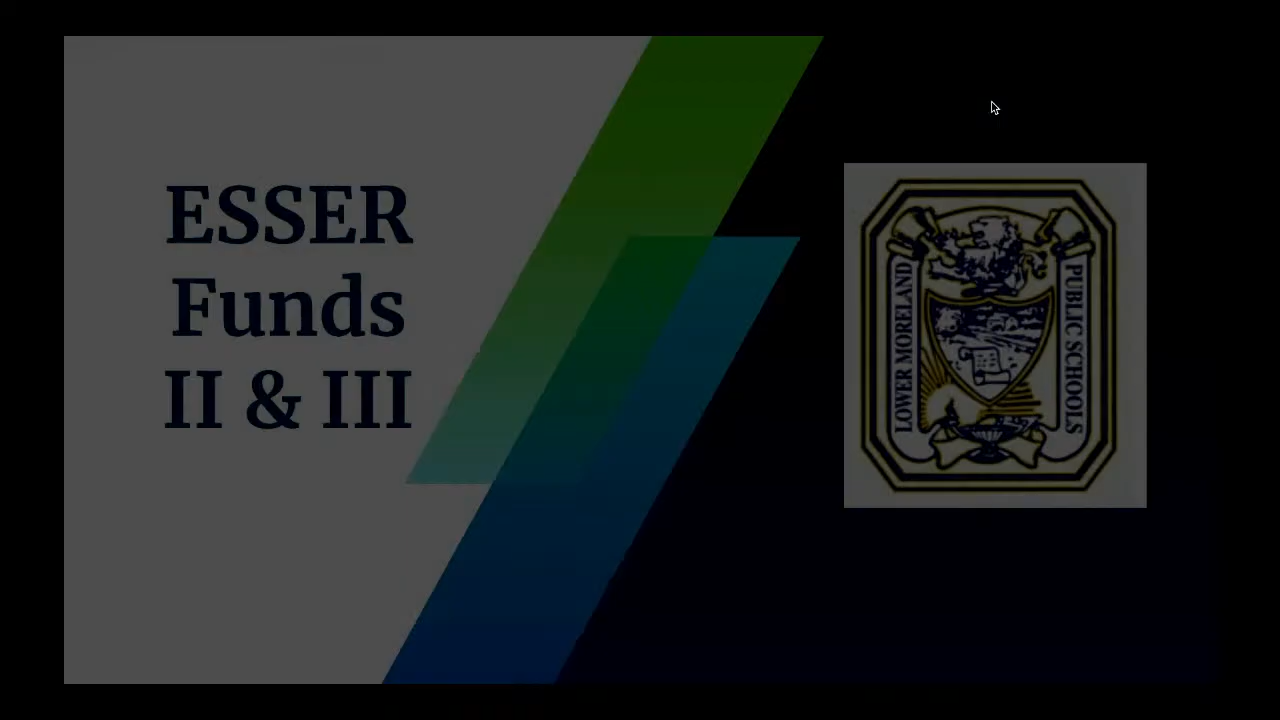 ESSER
Funds
II & III
LOWER MORELAND
PUBLIC SCHOOLS